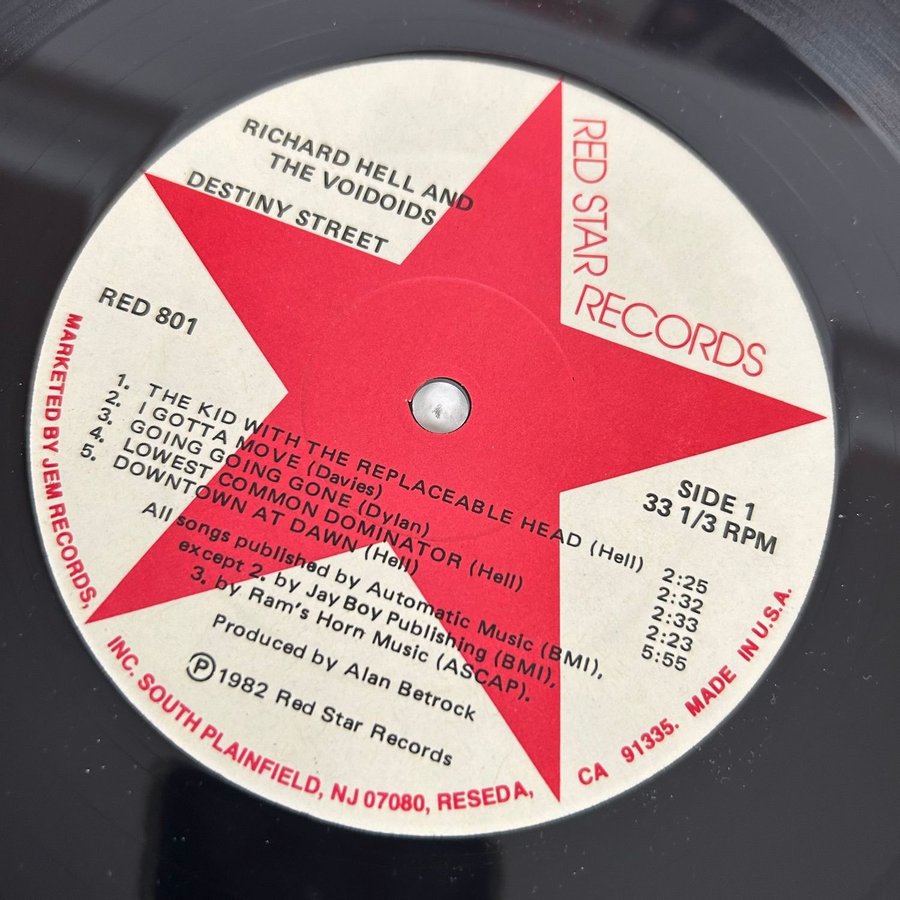 RICHARD HELL AND
THE VOIDOIDS
DESTINY STREET
RED STAR
RECORDS
RED 801
SIDE 1
33 1/3 RPM
1. THE KID WITH THE REPLACEABLE HEAD (Hell) 2:25
2. I GOTTA MOVE (Davies) 2:32
3. GOING GOING GONE (Dylan) 2:33
4. LOWEST COMMON DOMINATOR (Hell) 2:23
5. DOWNTOWN AT DAWN (Hell) 5:55
All songs published by Automatic Music (BMI),
except 2. by Jay Boy Publishing (BMI),
3. by Ram's Horn Music (ASCAP).
Produced by Alan Betrock
℗ 1982 Red Star Records
MARKETED BY JEM RECORDS, INC. SOUTH PLAINFIELD, NJ 07080, RESEDA, CA 91335. MADE IN U.S.A.